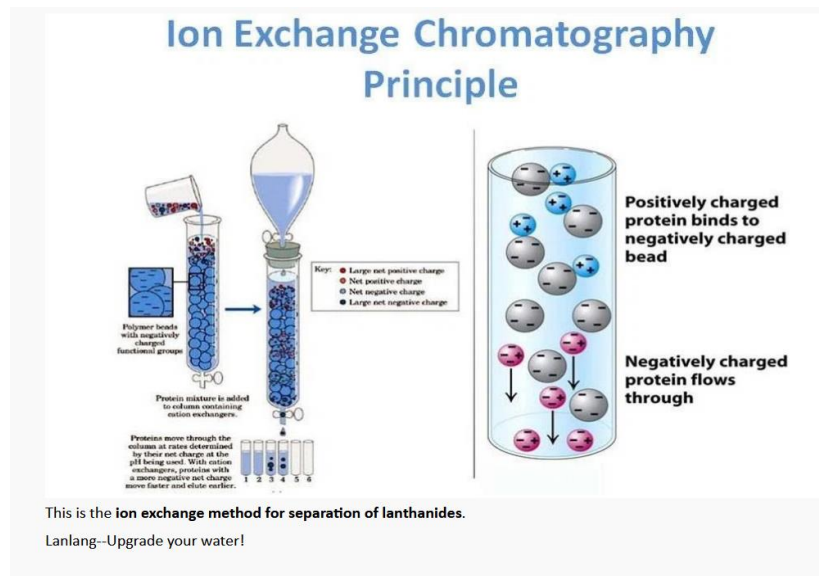 Ion Exchange Chromatography
Principle
Key:
Large net positive charge
Net positive charge
Net negative charge
Large net negative charge
Polymer beads
with negatively
charged
functional groups
Protein mixture is added
to column containing
cation exchangers.
Proteins move through the
column at rates determined
by their net charge at the
pH being used. With cation
exchangers, proteins with
a more negative net charge
move faster and elute earlier.
1 2 3 4 5 6
Positively charged
protein binds to
negatively charged
bead
Negatively charged
protein flows
through
This is the ion exchange method for separation of lanthanides.
Lanlang--Upgrade your water!